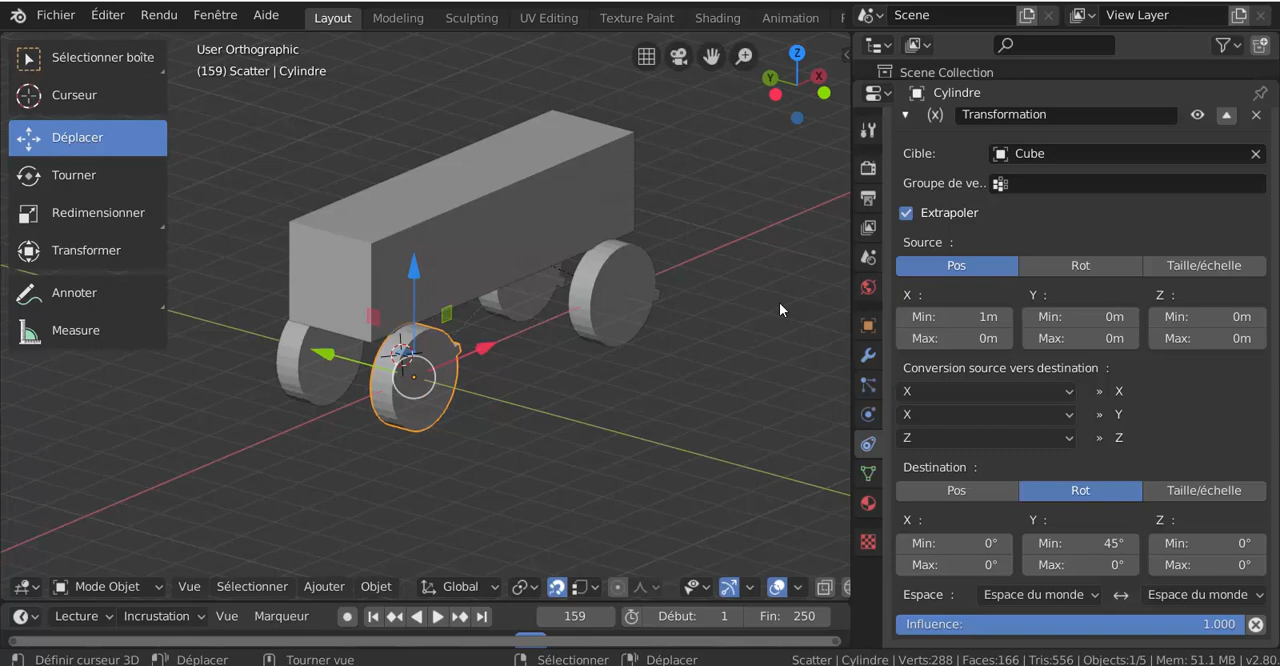 Fichier Éditer Rendu Fenêtre Aide Layout Modeling Sculpting UV Editing Texture Paint Shading Animation Scene View Layer
Sélectionner boîte
Curseur
Déplacer
Tourner
Redimensionner
Transformer
Annoter
Measure
User Orthographic
(159) Scatter | Cylindre
Z
Y
X
Scene Collection
Cylindre
(x) Transformation
Cible: Cube
Groupe de ve..
Extrapoler
Source :
Pos Rot Taille/échelle
X : Y : Z :
Min: 1m Min: 0m Min: 0m
Max: 0m Max: 0m Max: 0m
Conversion source vers destination :
X » X
X » Y
Z » Z
Destination :
Pos Rot Taille/échelle
X : Y : Z :
Min: 0° Min: 45° Min: 0°
Max: 0° Max: 0° Max: 0°
Espace : Espace du monde Espace du monde
Influence: 1.000
Mode Objet Vue Sélectionner Ajouter Objet Global
Lecture Incrustation Vue Marqueur 159 Début: 1 Fin: 250
Définir curseur 3D Déplacer Tourner vue Sélectionner Déplacer Scatter | Cylindre | Verts:288 | Faces:166 | Tris:556 | Objects:1/5 | Mem: 51.1 MB | v2.80